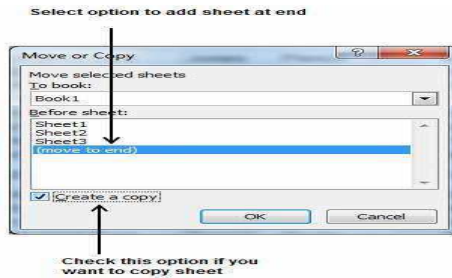 Select option to add sheet at end
Move or Copy
Move selected sheets
To book:
Book1
Before sheet:
Sheet1
Sheet2
Sheet3
(move to end)
Create a copy
OK
Cancel
Check this option if you
want to copy sheet